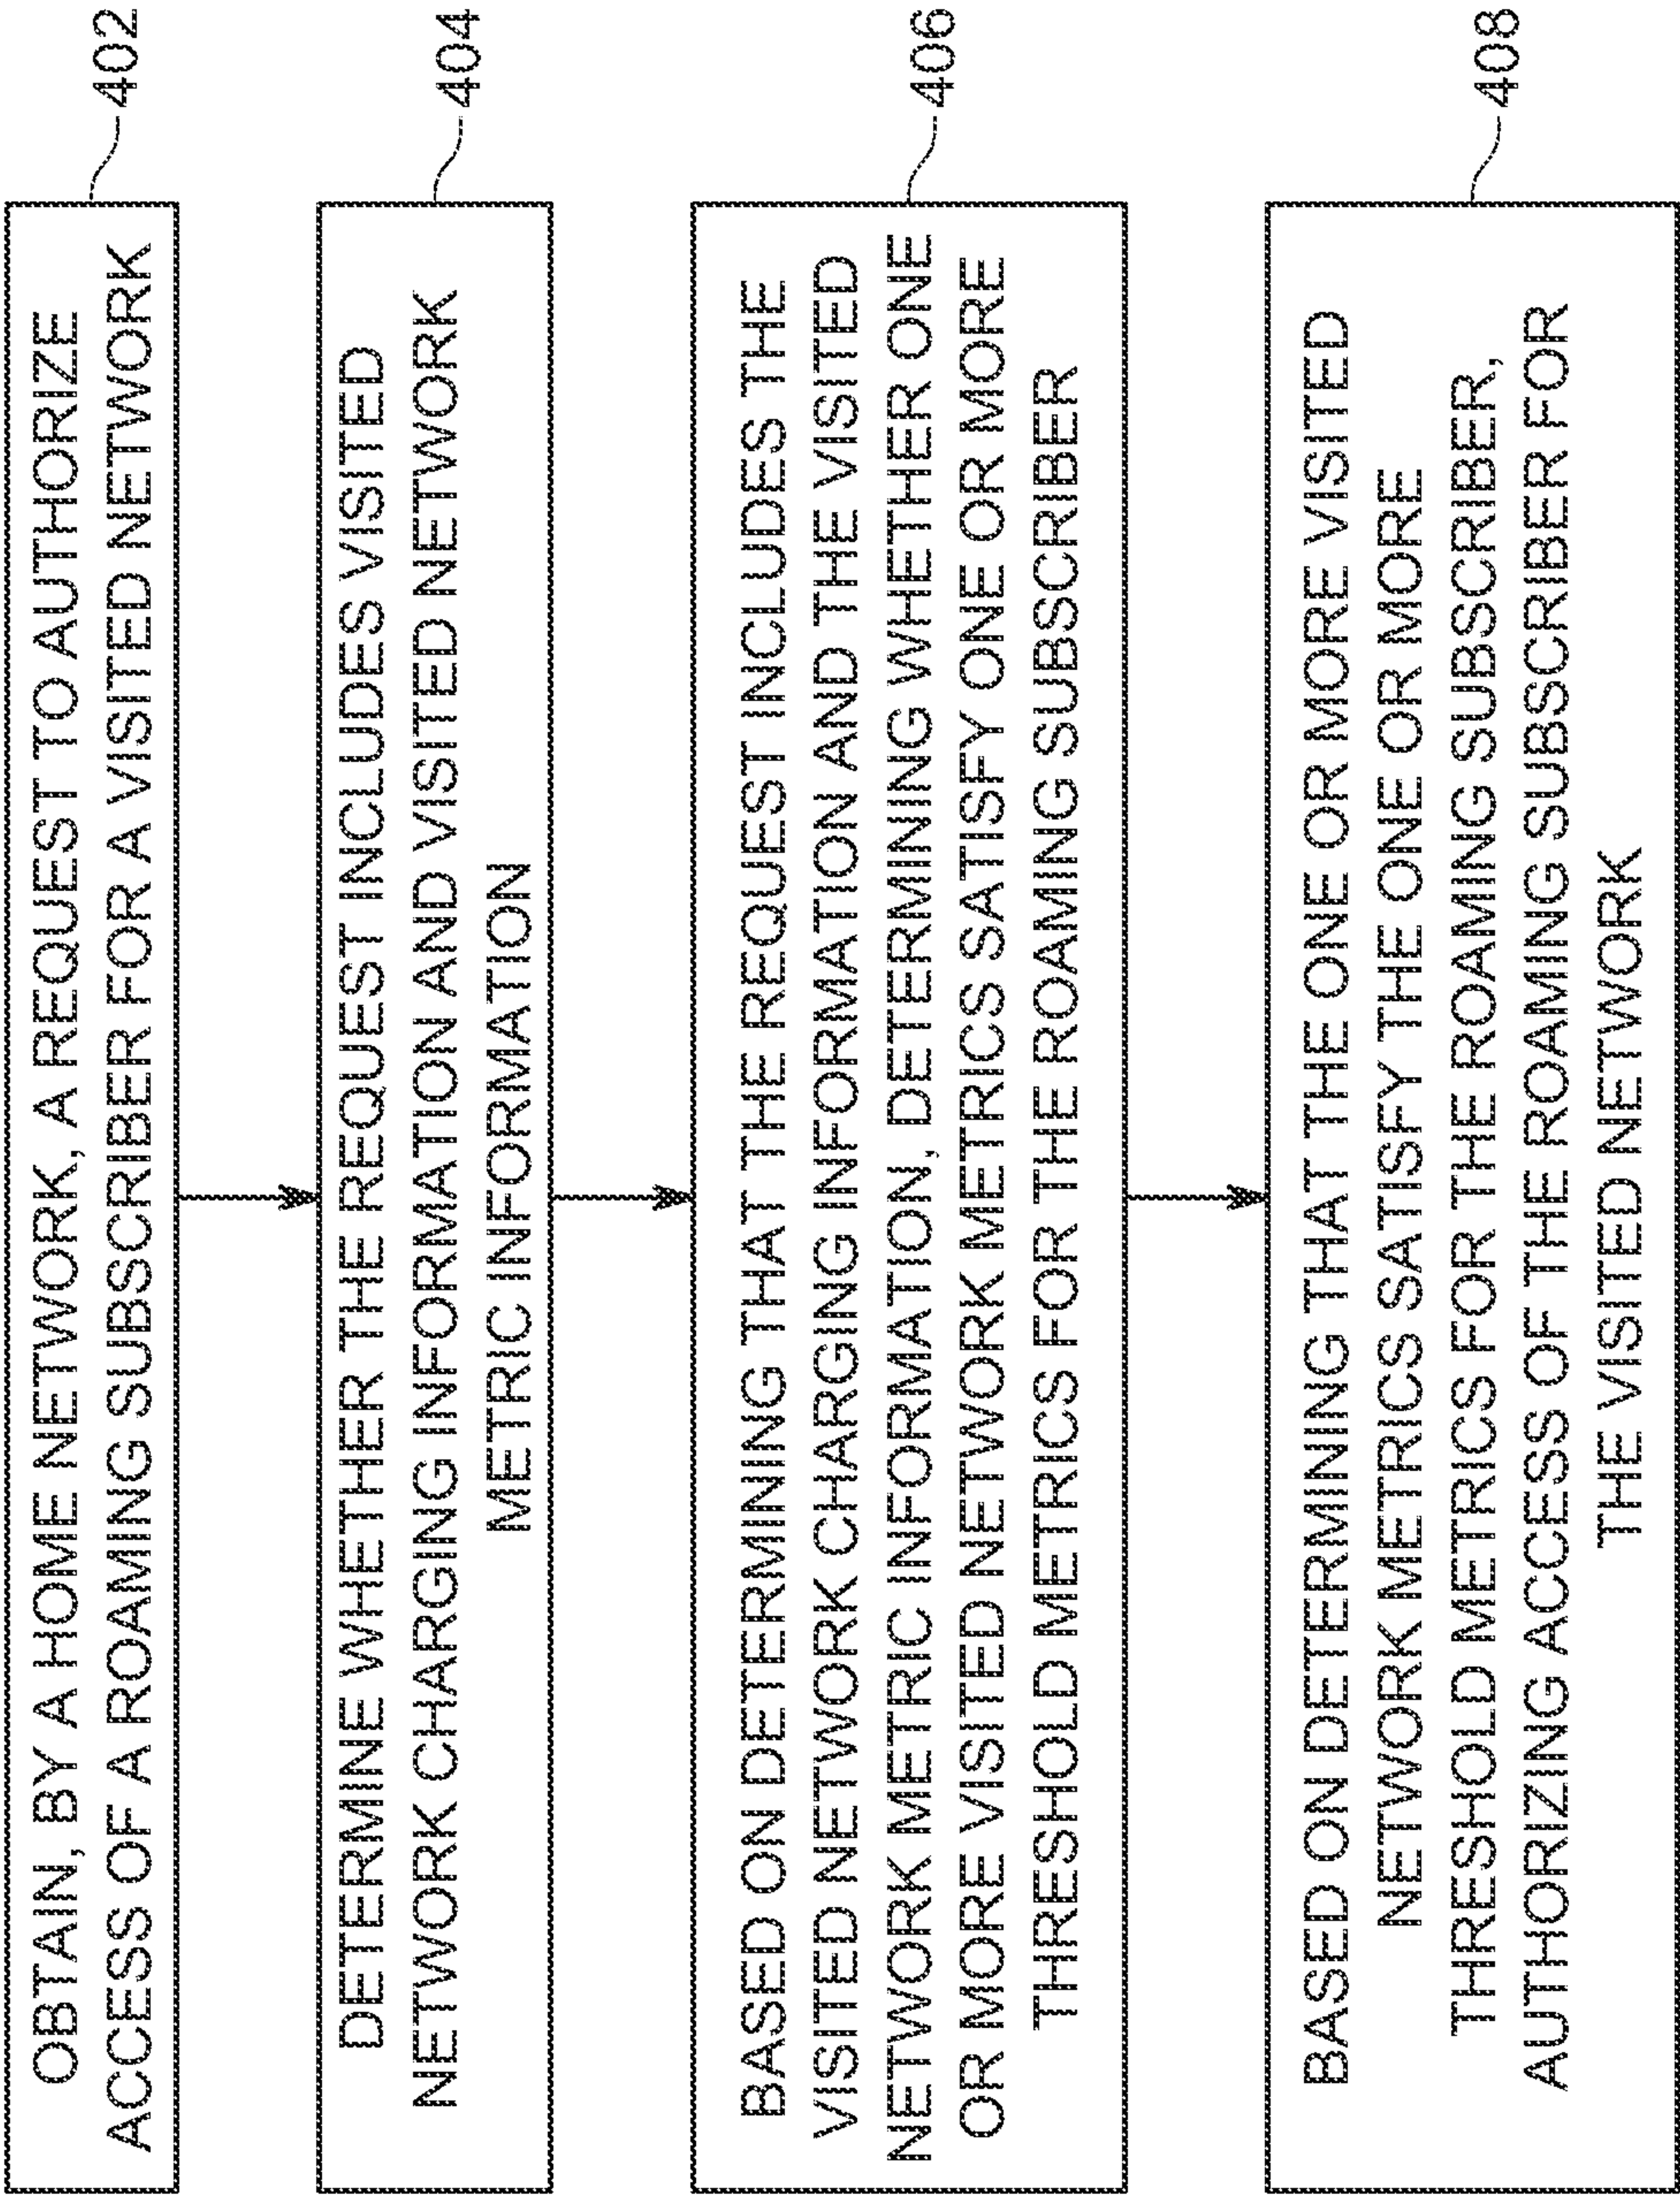 OBTAIN, BY A HOME NETWORK, A REQUEST TO AUTHORIZE
ACCESS OF A ROAMING SUBSCRIBER FOR A VISITED NETWORK
402
DETERMINE WHETHER THE REQUEST INCLUDES VISITED
NETWORK CHARGING INFORMATION AND VISITED NETWORK
METRIC INFORMATION
404
BASED ON DETERMINING THAT THE REQUEST INCLUDES THE
VISITED NETWORK CHARGING INFORMATION AND THE VISITED
NETWORK METRIC INFORMATION, DETERMINING WHETHER ONE
OR MORE VISITED NETWORK METRICS SATISFY ONE OR MORE
THRESHOLD METRICS FOR THE ROAMING SUBSCRIBER
406
BASED ON DETERMINING THAT THE ONE OR MORE VISITED
NETWORK METRICS SATISFY THE ONE OR MORE
THRESHOLD METRICS FOR THE ROAMING SUBSCRIBER,
AUTHORIZING ACCESS OF THE ROAMING SUBSCRIBER FOR
THE VISITED NETWORK
408